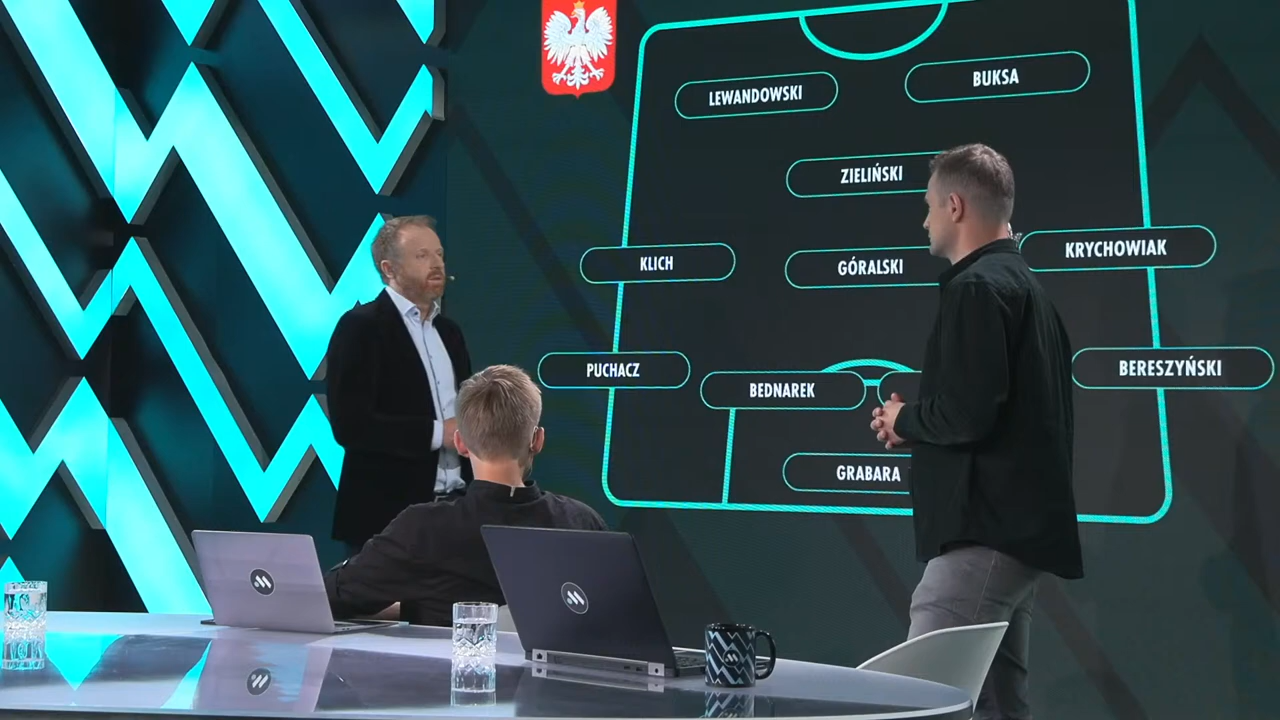 LEWANDOWSKI
BUKSA
ZIELIŃSKI
KLICH
GÓRALSKI
KRYCHOWIAK
PUCHACZ
BEDNAREK
BERESZYŃSKI
GRABARA